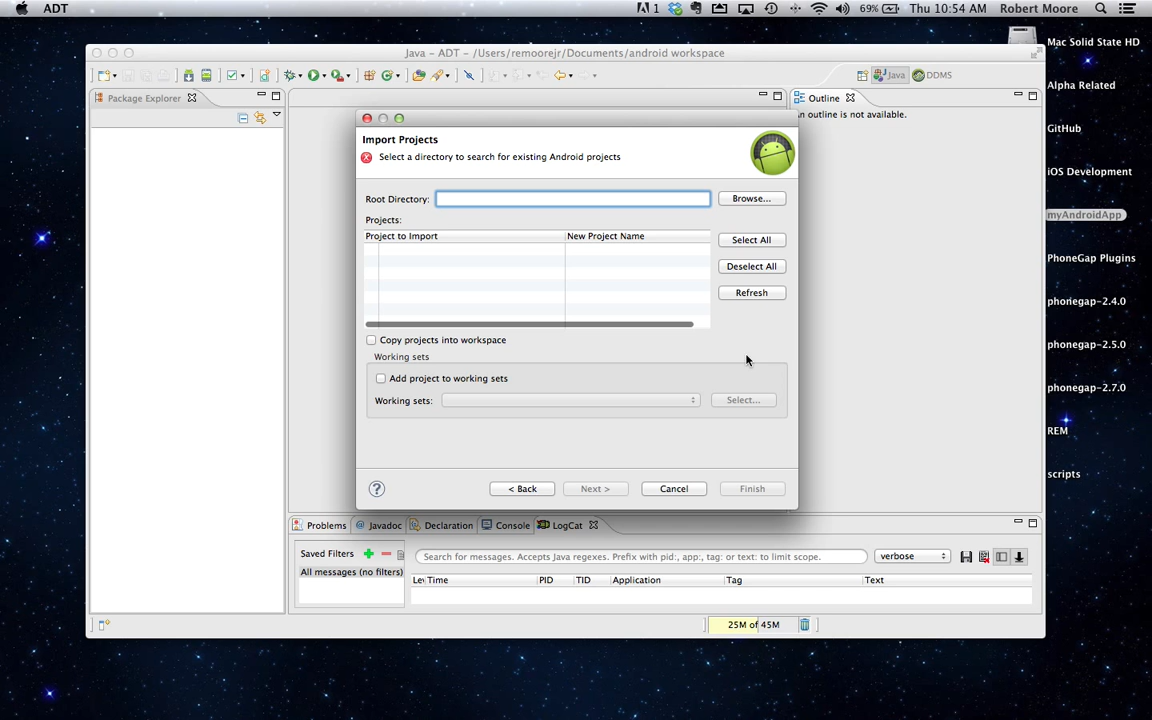 ADT
1
69%
Thu 10:54 AM
Robert Moore
Java - ADT - /Users/remoorejr/Documents/android workspace
Java
DDMS
Package Explorer
Outline
n outline is not available.
Import Projects
Select a directory to search for existing Android projects
Root Directory:
Browse...
Projects:
Project to Import
New Project Name
Select All
Deselect All
Refresh
Copy projects into workspace
Working sets
Add project to working sets
Working sets:
Select...
?
< Back
Next >
Cancel
Finish
Problems
@ Javadoc
Declaration
Console
LogCat
Saved Filters
Search for messages. Accepts Java regexes. Prefix with pid:, app:, tag: or text: to limit scope.
verbose
All messages (no filters)
Le
Time
PID
TID
Application
Tag
Text
25M of 45M
Mac Solid State HD
Alpha Related
GitHub
iOS Development
myAndroidApp
PhoneGap Plugins
phonegap-2.4.0
phonegap-2.5.0
phonegap-2.7.0
REM
scripts